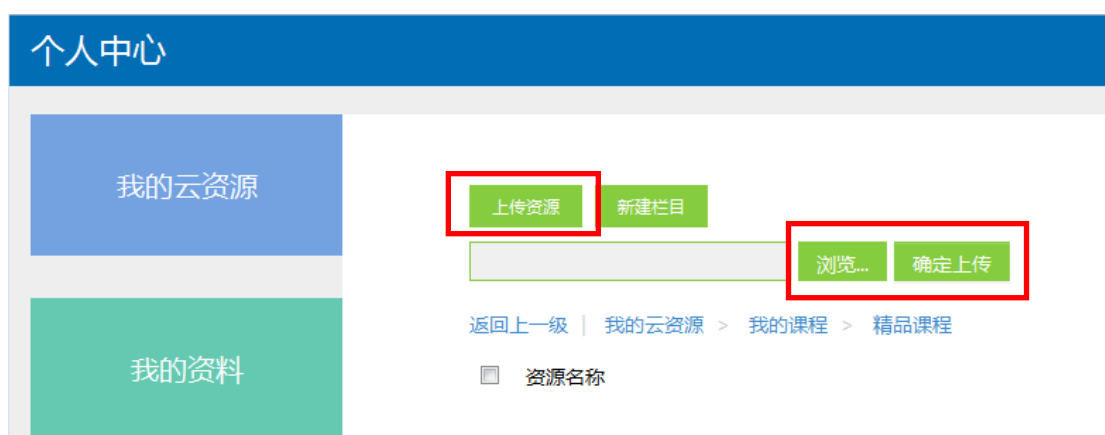 个人中心
我的云资源
上传资源 新建栏目
浏览... 确定上传
返回上一级 | 我的云资源 > 我的课程 > 精品课程
我的资料
资源名称